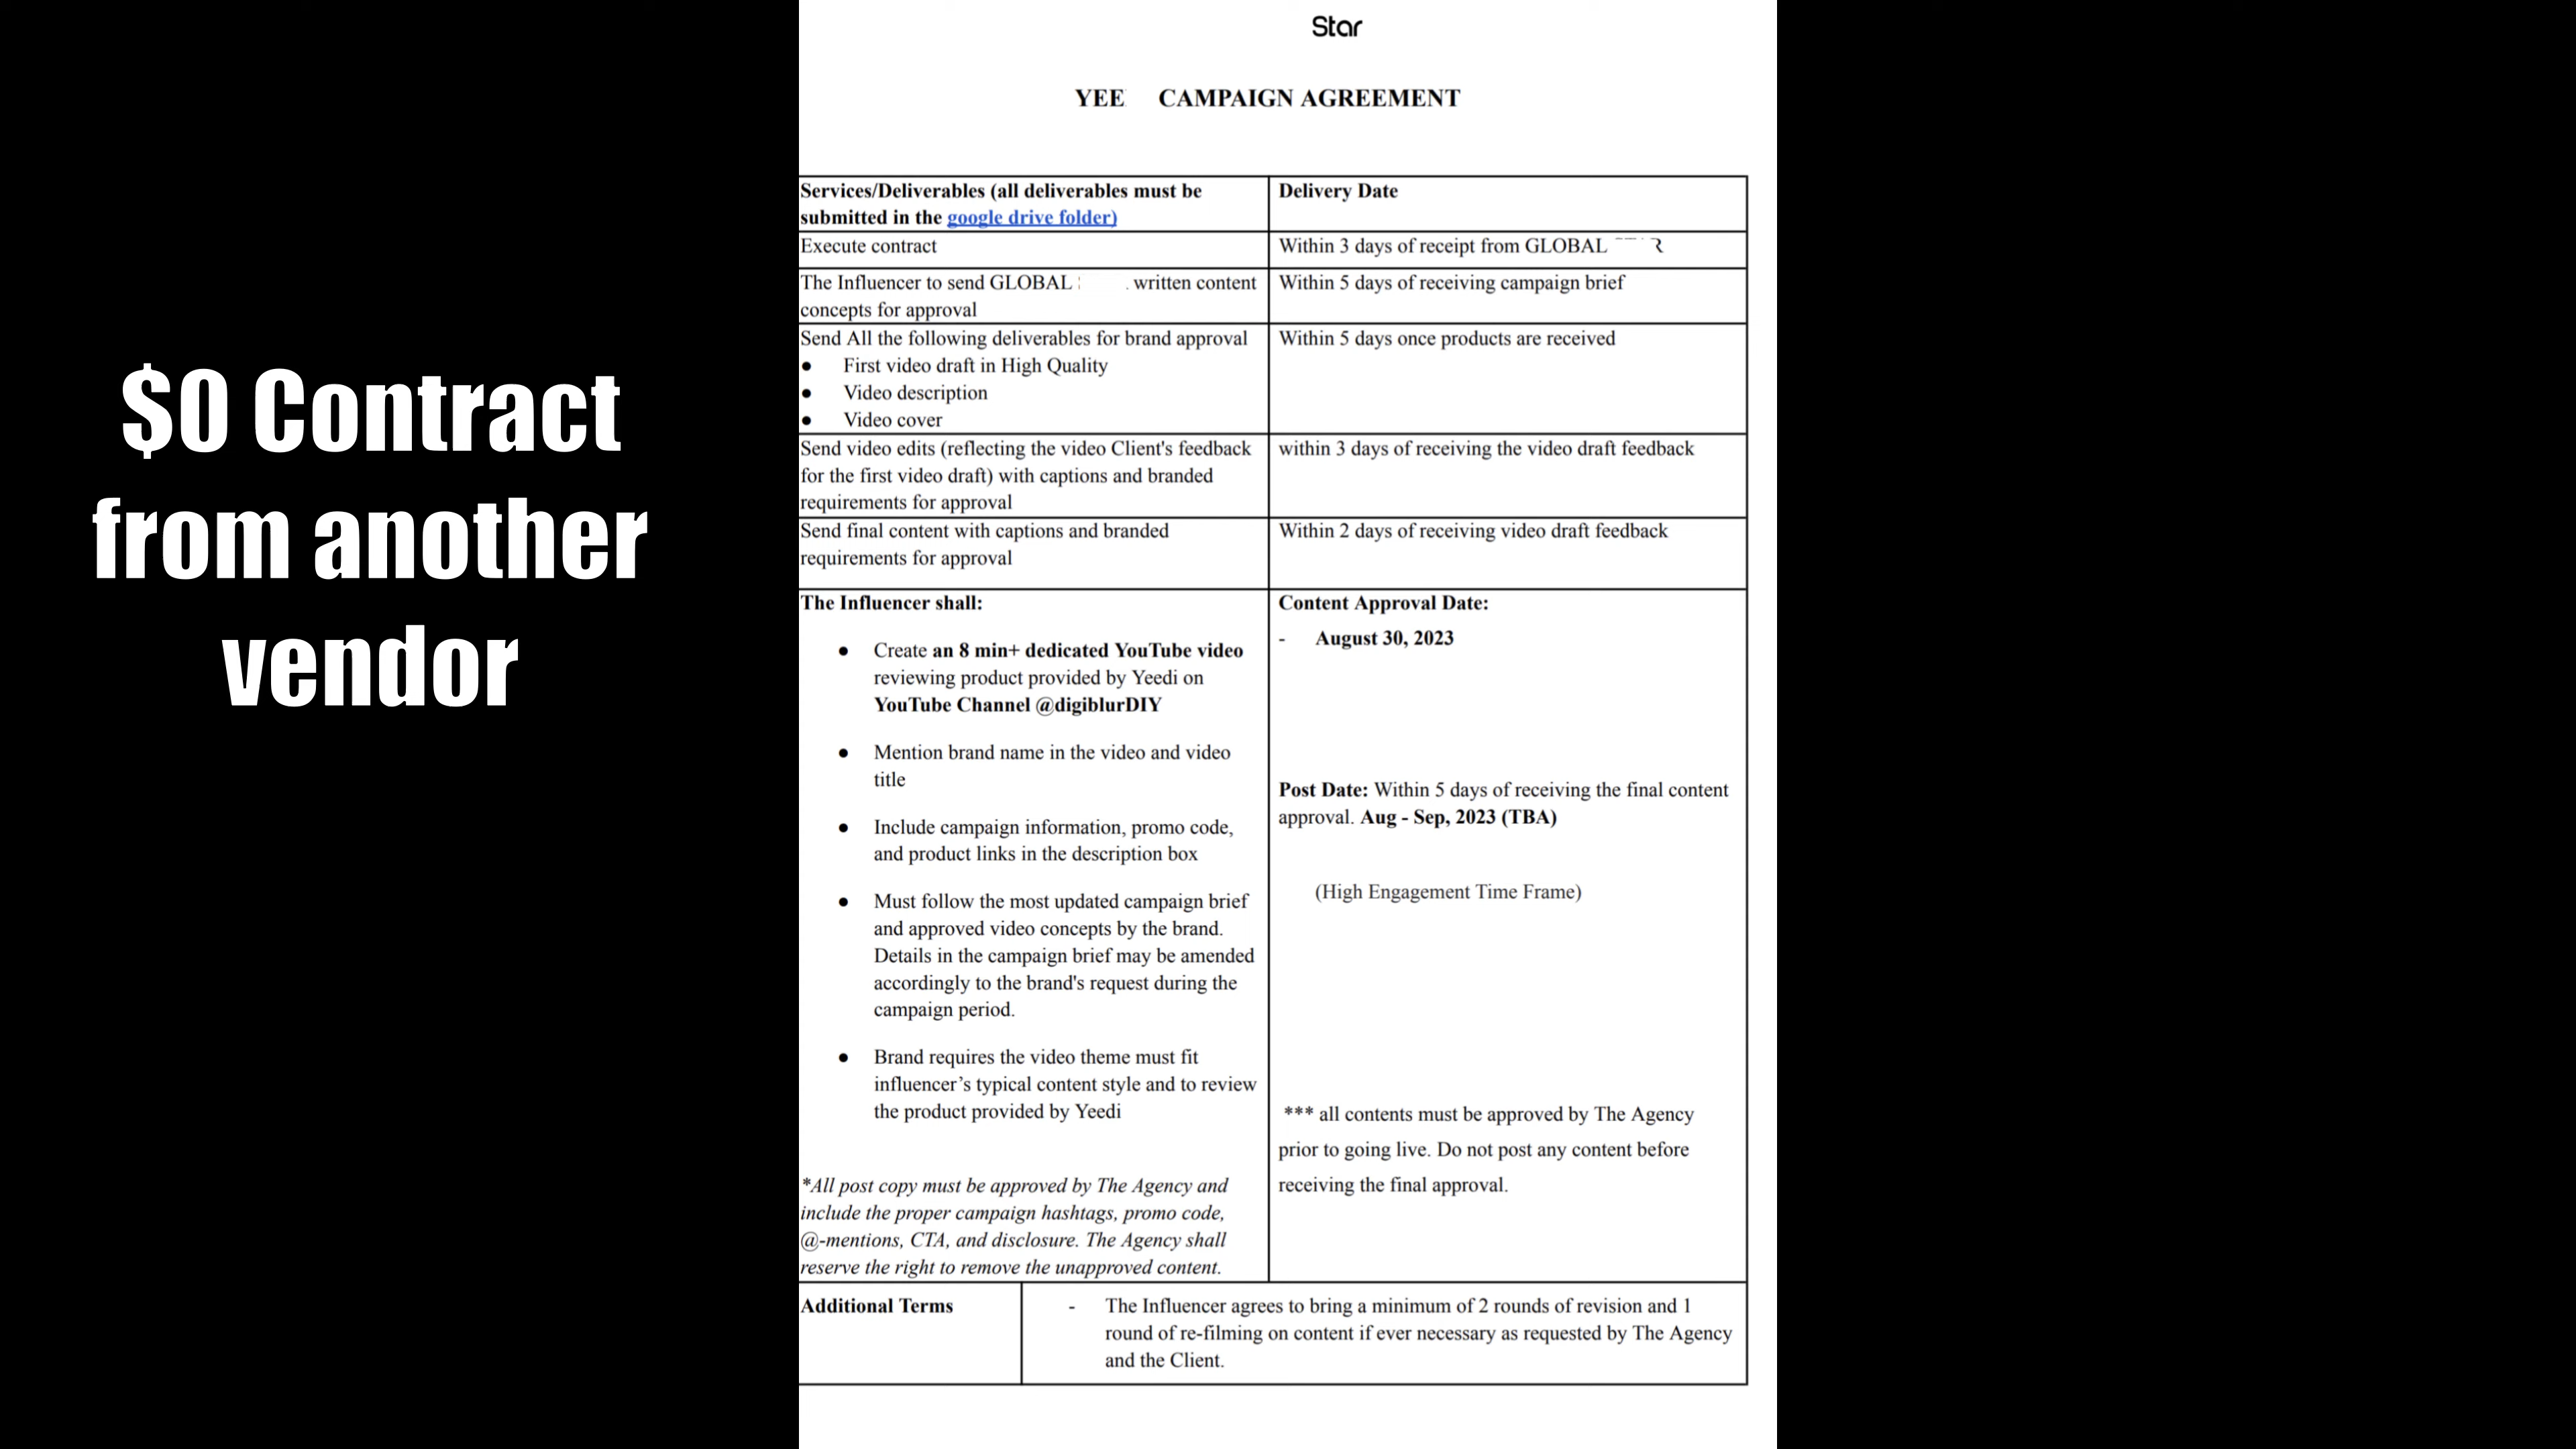 $0 Contract
from another
vendor
Star
YEE CAMPAIGN AGREEMENT
Services/Deliverables (all deliverables must be
submitted in the google drive folder)
Delivery Date
Execute contract
Within 3 days of receipt from GLOBAL
The Influencer to send GLOBAL written content
concepts for approval
Within 5 days of receiving campaign brief
Send All the following deliverables for brand approval
● First video draft in High Quality
● Video description
● Video cover
Within 5 days once products are received
Send video edits (reflecting the video Client's feedback
for the first video draft) with captions and branded
requirements for approval
within 3 days of receiving the video draft feedback
Send final content with captions and branded
requirements for approval
Within 2 days of receiving video draft feedback
The Influencer shall:
● Create an 8 min+ dedicated YouTube video
reviewing product provided by Yeedi on
YouTube Channel @digiblurDIY
● Mention brand name in the video and video
title
● Include campaign information, promo code,
and product links in the description box
● Must follow the most updated campaign brief
and approved video concepts by the brand.
Details in the campaign brief may be amended
accordingly to the brand's request during the
campaign period.
● Brand requires the video theme must fit
influencer’s typical content style and to review
the product provided by Yeedi
*All post copy must be approved by The Agency and
include the proper campaign hashtags, promo code,
@-mentions, CTA, and disclosure. The Agency shall
reserve the right to remove the unapproved content.
Content Approval Date:
- August 30, 2023
Post Date: Within 5 days of receiving the final content
approval. Aug - Sep, 2023 (TBA)
(High Engagement Time Frame)
*** all contents must be approved by The Agency
prior to going live. Do not post any content before
receiving the final approval.
Additional Terms
- The Influencer agrees to bring a minimum of 2 rounds of revision and 1
round of re-filming on content if ever necessary as requested by The Agency
and the Client.